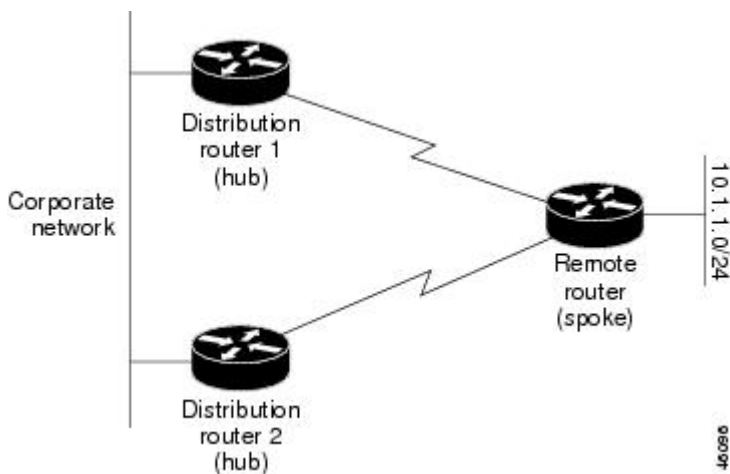 Distribution
router 1
(hub)
Corporate
network
10.1.1.0/24
Remote
router
(spoke)
Distribution
router 2
(hub)